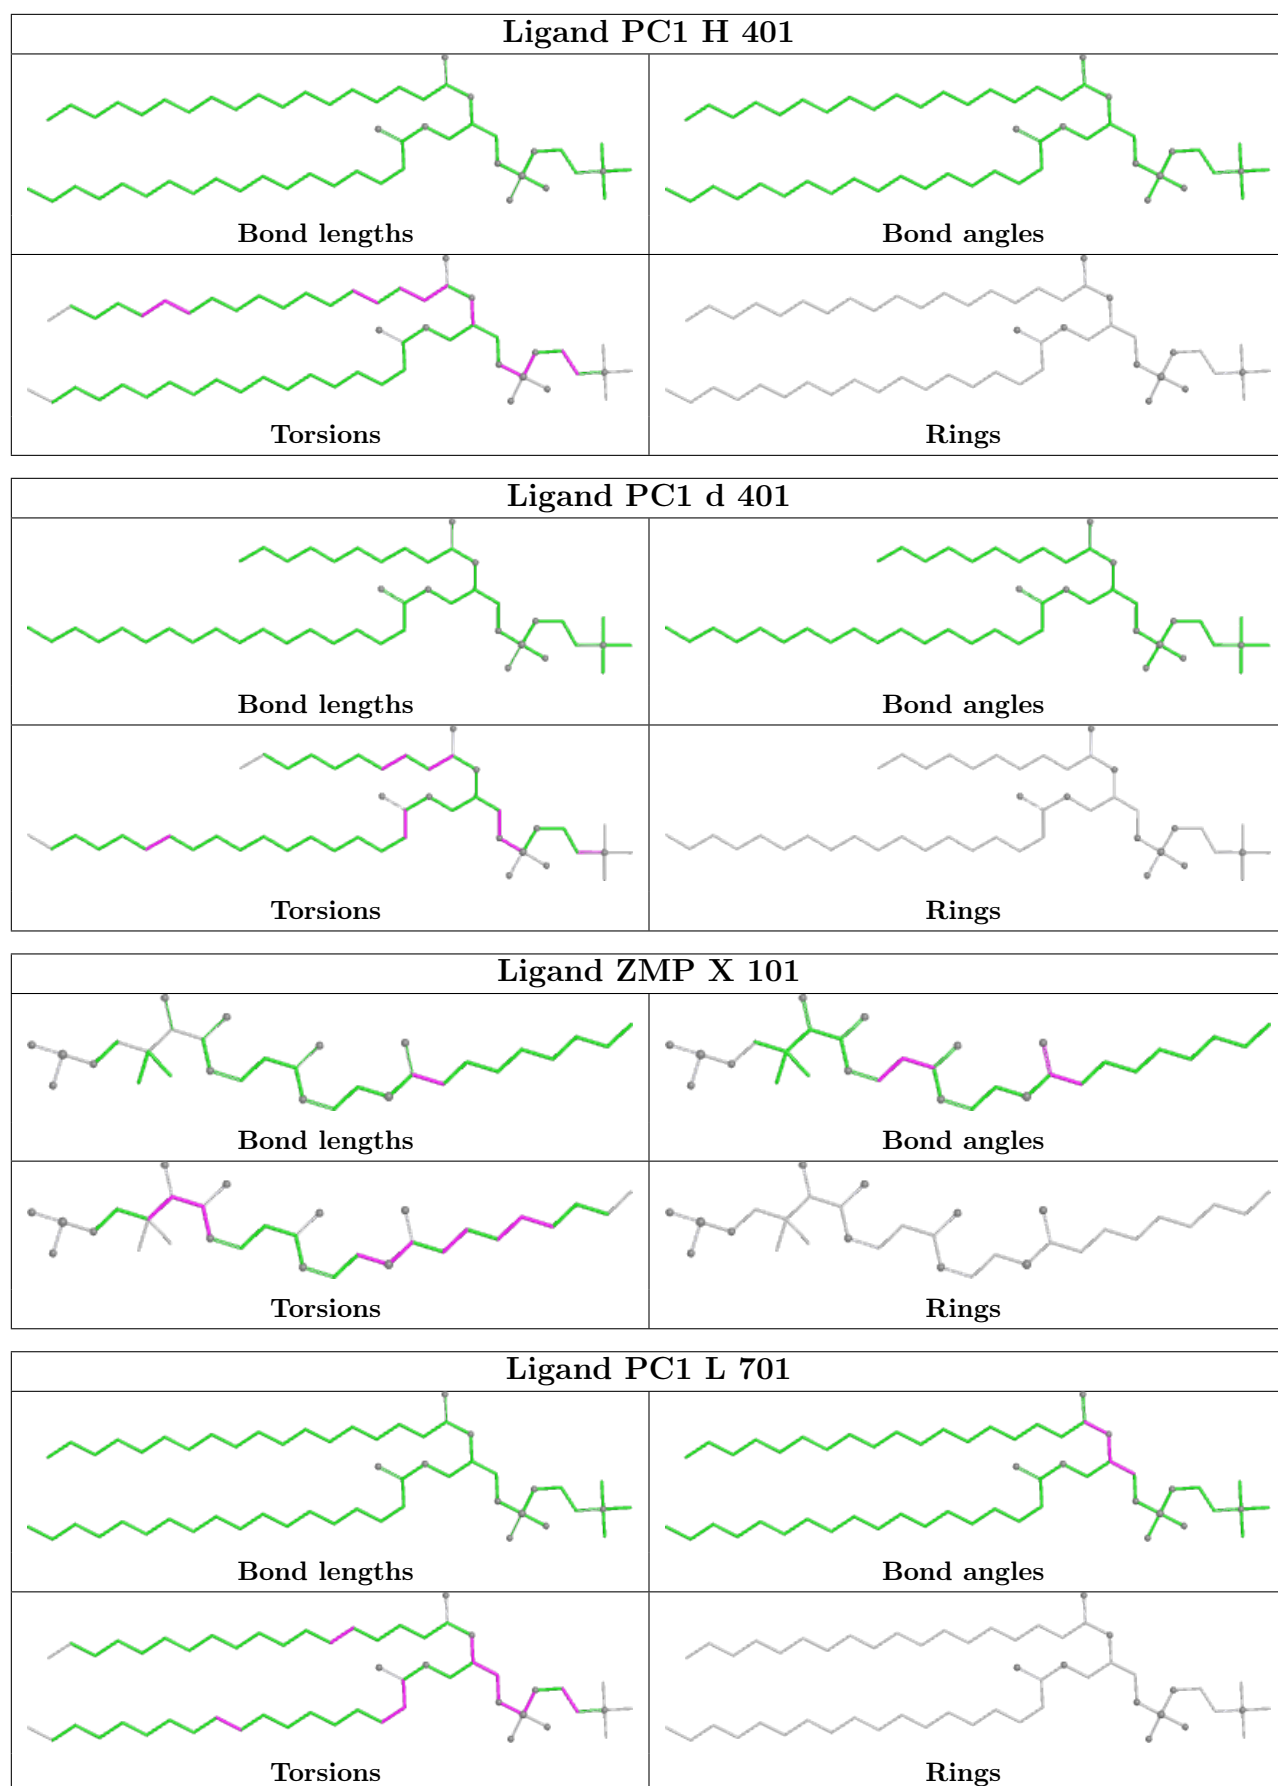 Ligand PC1 H 401
Bond lengths
Bond angles
Torsions
Rings
Ligand PC1 d 401
Bond lengths
Bond angles
Torsions
Rings
Ligand ZMP X 101
Bond lengths
Bond angles
Torsions
Rings
Ligand PC1 L 701
Bond lengths
Bond angles
Torsions
Rings